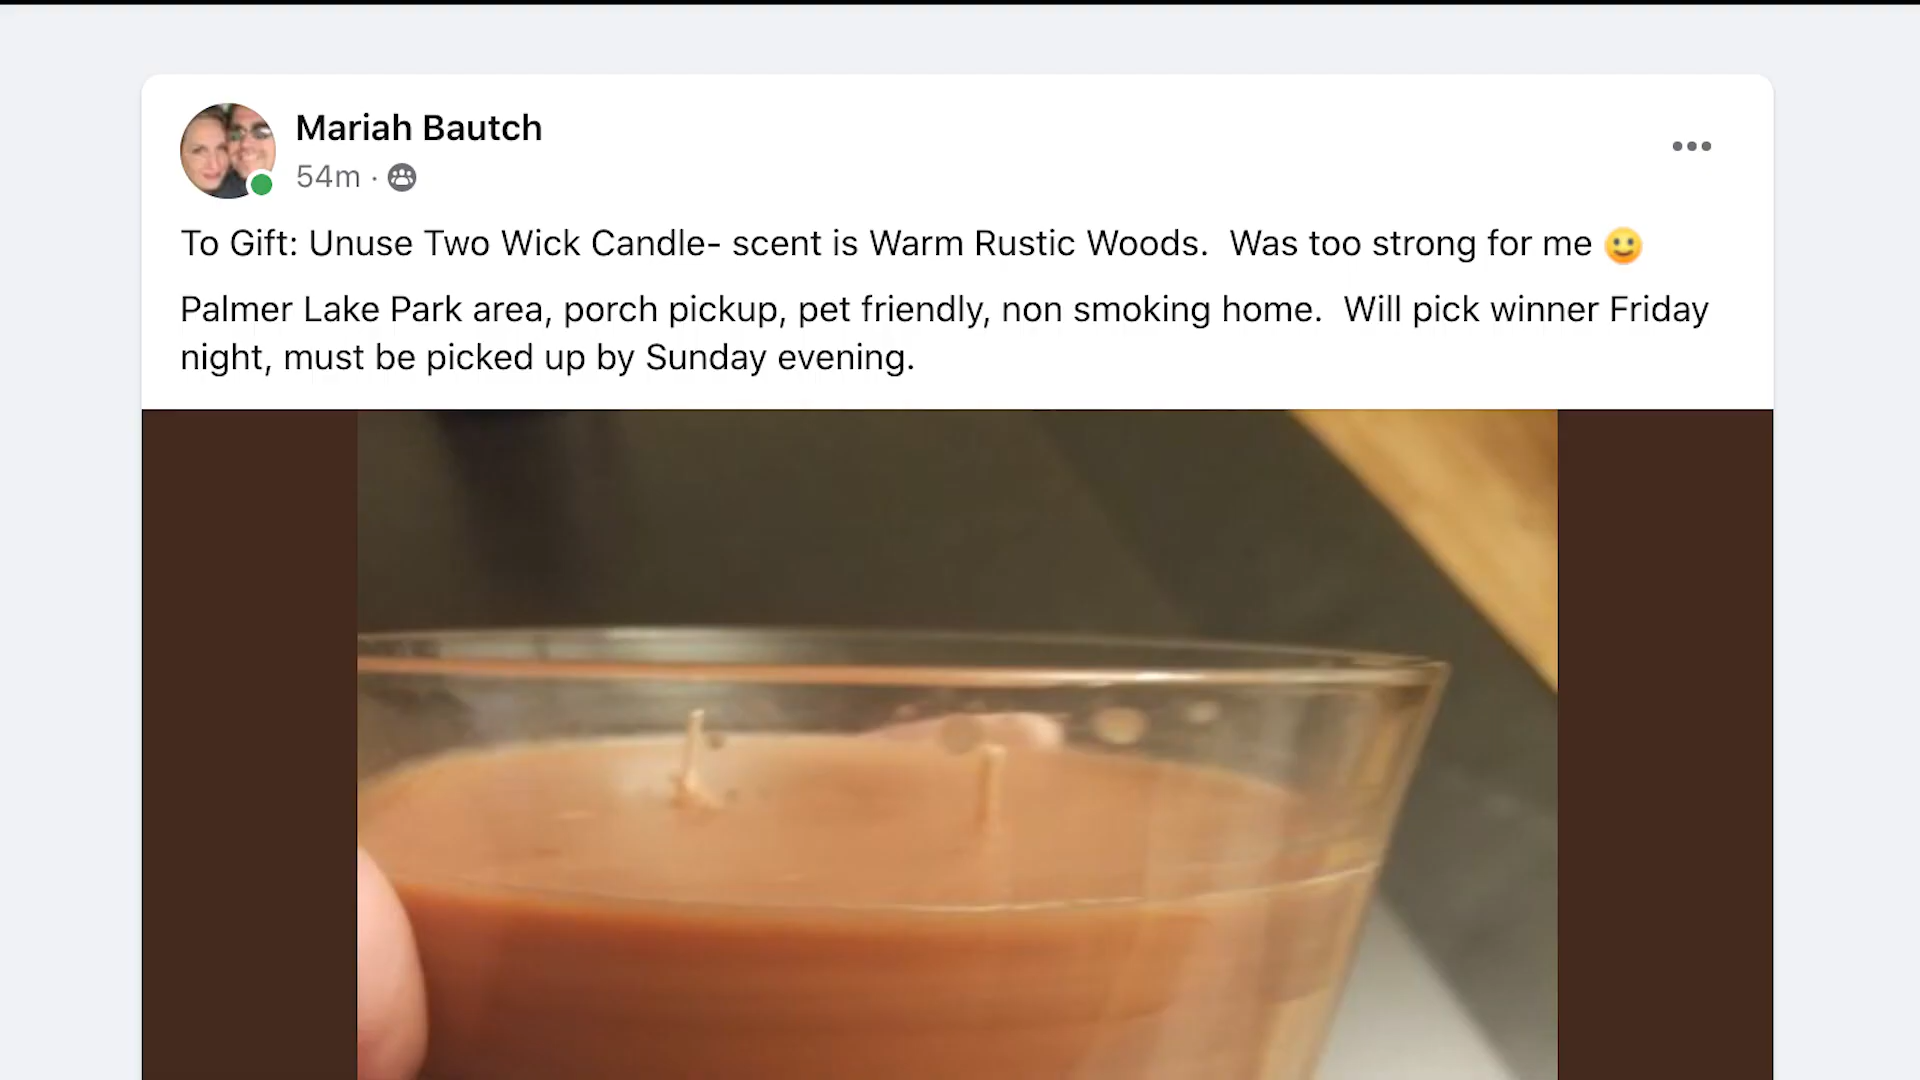 Mariah Bautch
54m ·
To Gift: Unuse Two Wick Candle- scent is Warm Rustic Woods.  Was too strong for me 🙂
Palmer Lake Park area, porch pickup, pet friendly, non smoking home.  Will pick winner Friday
night, must be picked up by Sunday evening.